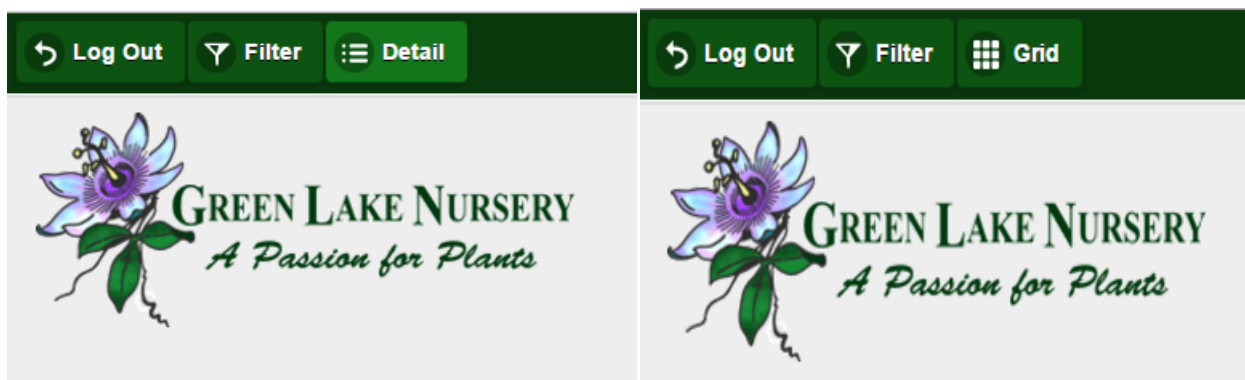 Log Out Filter Detail
GREEN LAKE NURSERY
A Passion for Plants
Log Out Filter Grid
GREEN LAKE NURSERY
A Passion for Plants